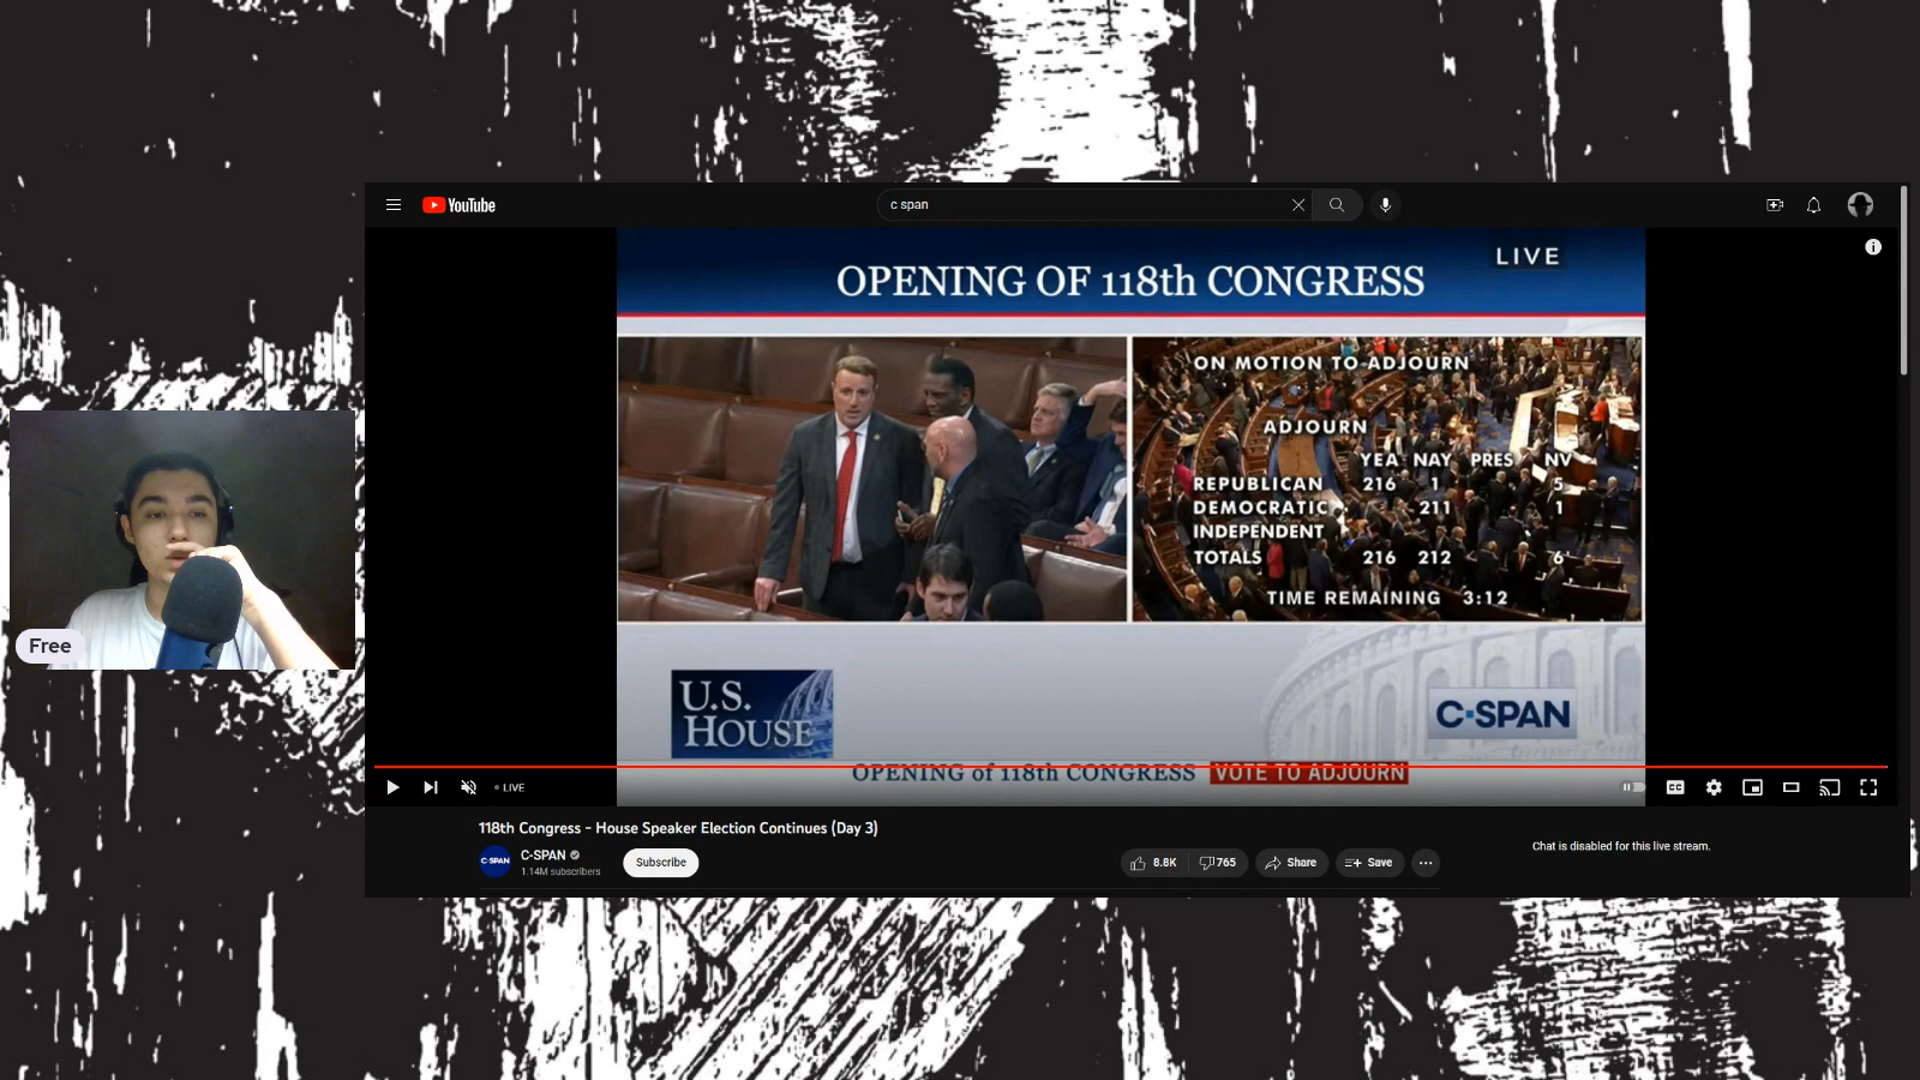 YouTube
c span
LIVE
OPENING OF 118th CONGRESS
ON MOTION TO ADJOURN
ADJOURN
YEA NAY PRES NV
REPUBLICAN 216 1 5
DEMOCRATIC 211 1
INDEPENDENT
TOTALS 216 212 6
TIME REMAINING 3:12
Free
U.S.
HOUSE
C-SPAN
OPENING of 118th CONGRESS VOTE TO ADJOURN
LIVE
CC
118th Congress - House Speaker Election Continues (Day 3)
C-SPAN
C-SPAN
1.14M subscribers
Subscribe
8.8K
765
Share
Save
Chat is disabled for this live stream.